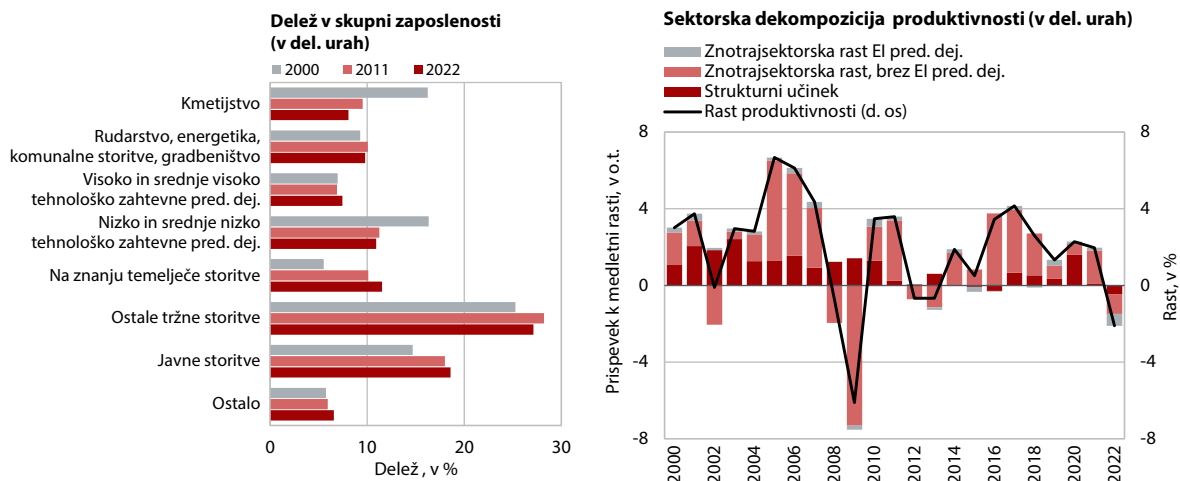 Delež v skupni zaposlenosti
(v del. urah)
2000 2011 2022
Kmetijstvo
Rudarstvo, energetika,
komunalne storitve, gradbeništvo
Visoko in srednje visoko
tehnološko zahtevne pred. dej.
Nizko in srednje nizko
tehnološko zahtevne pred. dej.
Na znanju temelječe storitve
Ostale tržne storitve
Javne storitve
Ostalo
0 10 20 30
Delež , v %
Sektorska dekompozicija produktivnosti (v del. urah)
Znotrajsektorska rast EI pred. dej.
Znotrajsektorska rast, brez EI pred. dej.
Strukturni učinek
Rast produktivnosti (d. os)
Prispevek k medletni rasti, v o.t.
8
4
0
-4
-8
8
4
0
-4
-8
Rast, v %
2000 2002 2004 2006 2008 2010 2012 2014 2016 2018 2020 2022